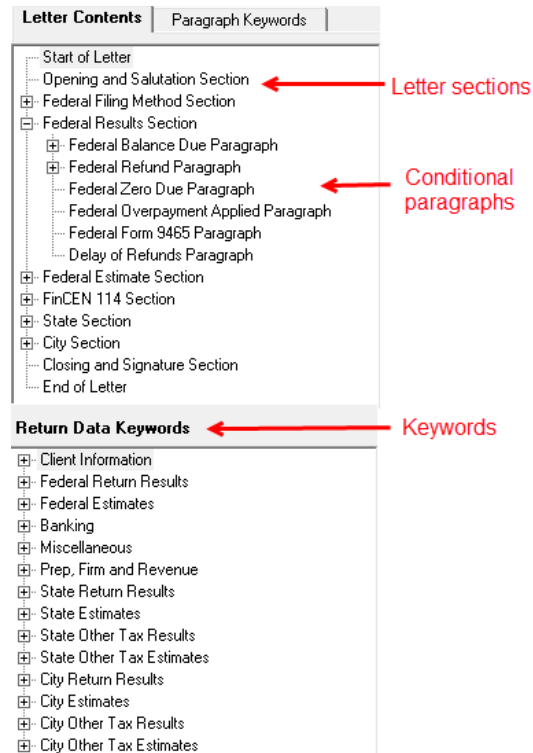 Letter Contents Paragraph Keywords
Start of Letter
Opening and Salutation Section
Letter sections
Federal Filing Method Section
Federal Results Section
Federal Balance Due Paragraph
Federal Refund Paragraph
Conditional
paragraphs
Federal Zero Due Paragraph
Federal Overpayment Applied Paragraph
Federal Form 9465 Paragraph
Delay of Refunds Paragraph
Federal Estimate Section
FinCEN 114 Section
State Section
City Section
Closing and Signature Section
End of Letter
Return Data Keywords
Keywords
Client Information
Federal Return Results
Federal Estimates
Banking
Miscellaneous
Prep, Firm and Revenue
State Return Results
State Estimates
State Other Tax Results
State Other Tax Estimates
City Return Results
City Estimates
City Other Tax Results
City Other Tax Estimates